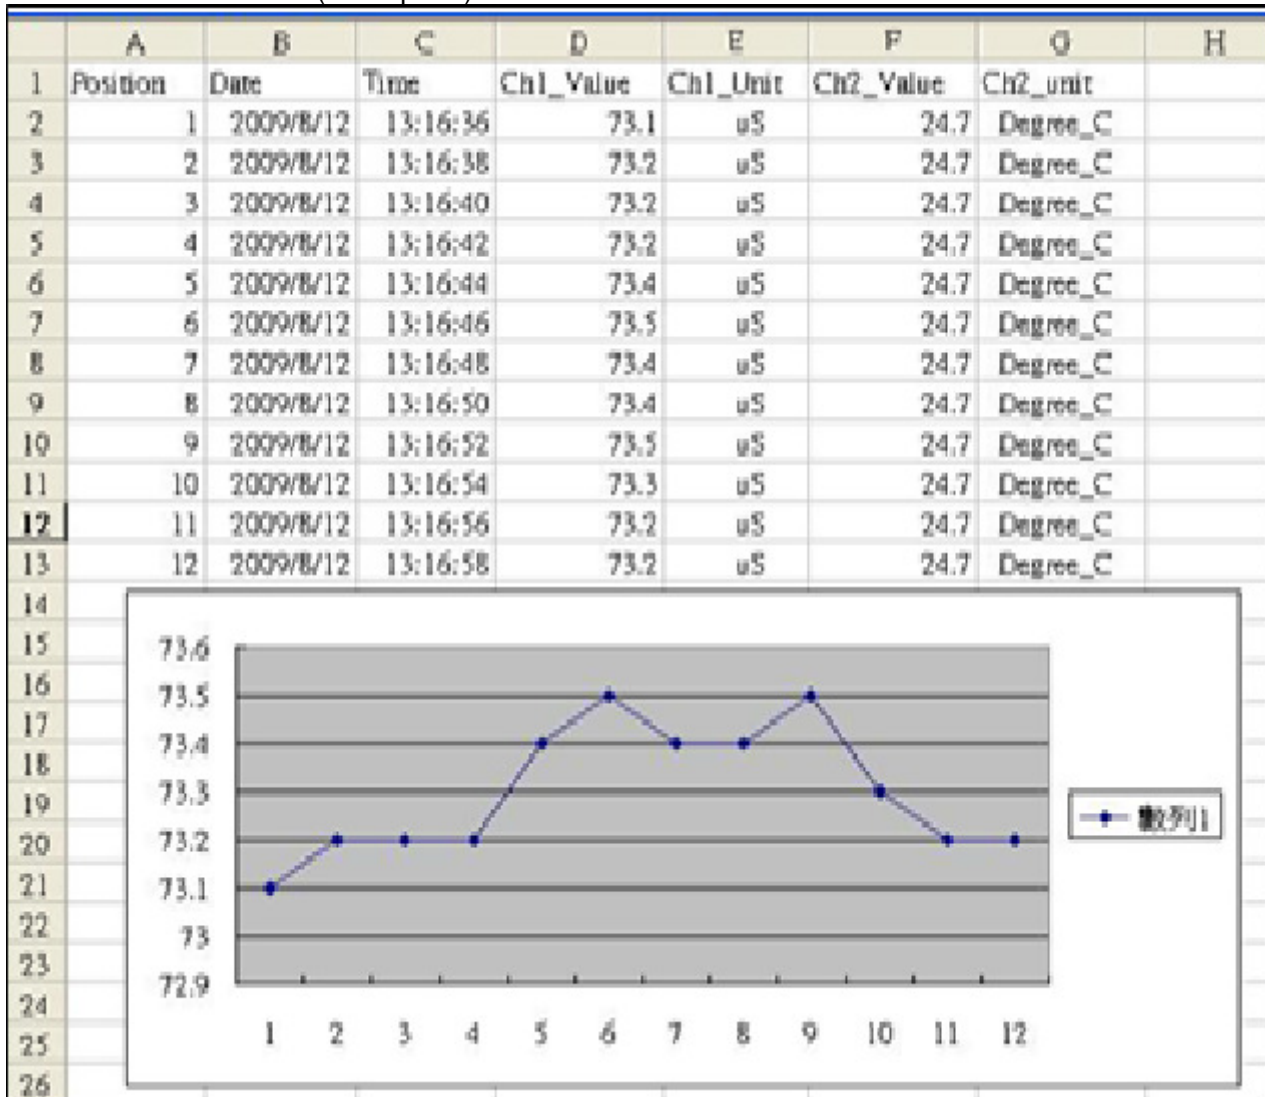 A B C D E F G H
1 Position Date Time Ch1_Value Ch1_Unit Ch2_Value Ch2_unit
2 1 2009/8/12 13:16:36 73.1 uS 24.7 Degree_C
3 2 2009/8/12 13:16:38 73.2 uS 24.7 Degree_C
4 3 2009/8/12 13:16:40 73.2 uS 24.7 Degree_C
5 4 2009/8/12 13:16:42 73.2 uS 24.7 Degree_C
6 5 2009/8/12 13:16:44 73.4 uS 24.7 Degree_C
7 6 2009/8/12 13:16:46 73.5 uS 24.7 Degree_C
8 7 2009/8/12 13:16:48 73.4 uS 24.7 Degree_C
9 8 2009/8/12 13:16:50 73.4 uS 24.7 Degree_C
10 9 2009/8/12 13:16:52 73.5 uS 24.7 Degree_C
11 10 2009/8/12 13:16:54 73.3 uS 24.7 Degree_C
12 11 2009/8/12 13:16:56 73.2 uS 24.7 Degree_C
13 12 2009/8/12 13:16:58 73.2 uS 24.7 Degree_C
14
15 73.6
16 73.5
17 73.4
18
19 73.3 數列1
20 73.2
21 73.1
22 73
23 72.9
24
25 1 2 3 4 5 6 7 8 9 10 11 12
26